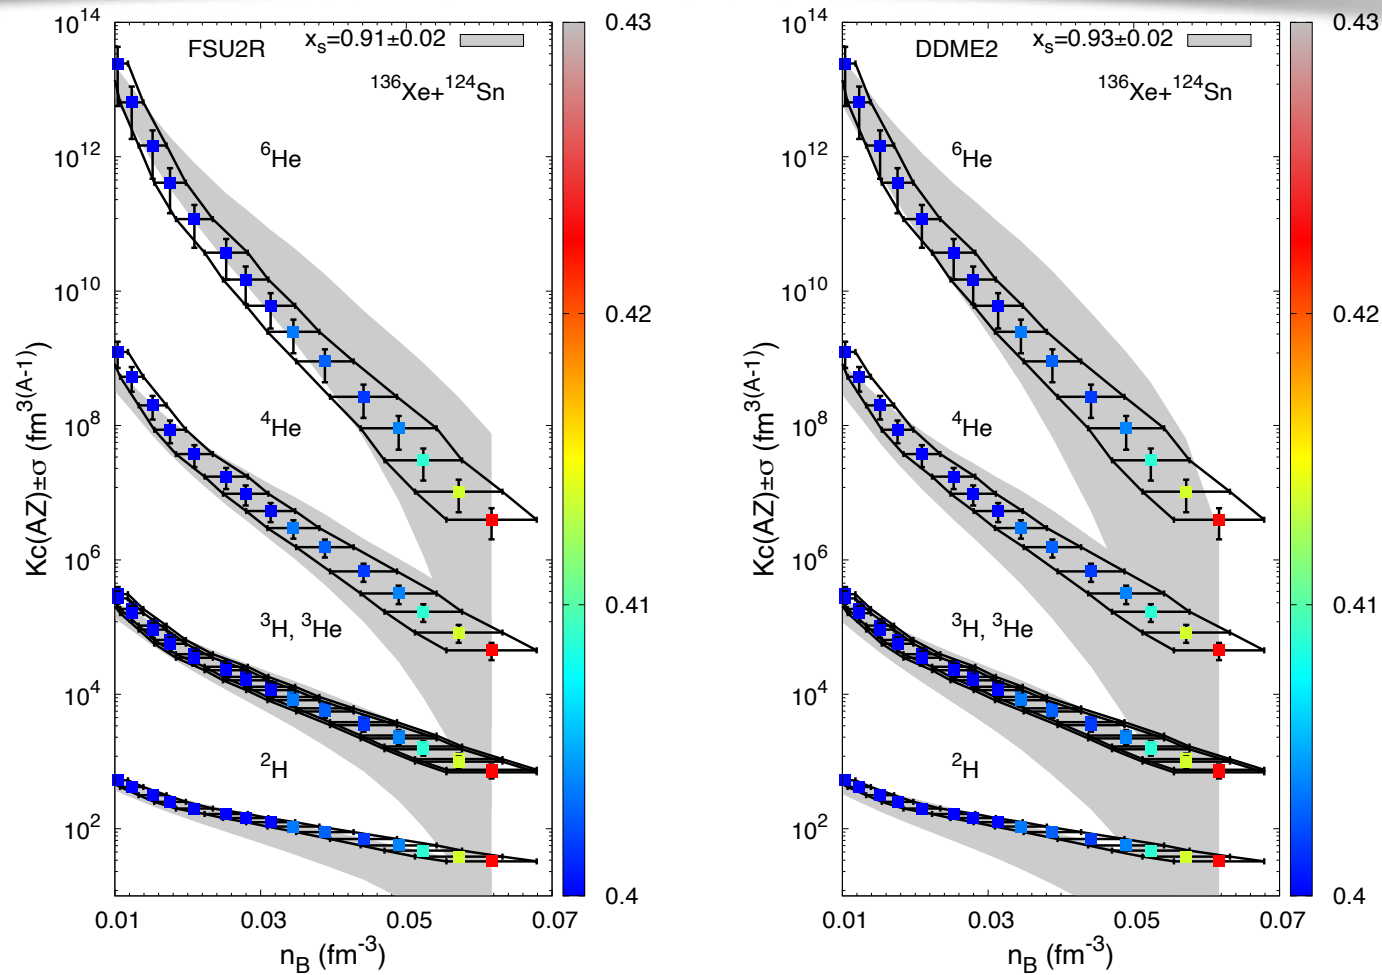 FSU2R
x_s=0.91±0.02
^136Xe+^124Sn
^6He
^4He
^3H, ^3He
^2H
10^14
10^12
10^10
10^8
10^6
10^4
10^2
Kc(AZ)±σ (fm^3(A-1))
0.01 0.03 0.05 0.07
n_B (fm^-3)
0.43
0.42
0.41
0.4
DDME2
x_s=0.93±0.02
^136Xe+^124Sn
^6He
^4He
^3H, ^3He
^2H
10^14
10^12
10^10
10^8
10^6
10^4
10^2
Kc(AZ)±σ (fm^3(A-1))
0.01 0.03 0.05 0.07
n_B (fm^-3)
0.43
0.42
0.41
0.4